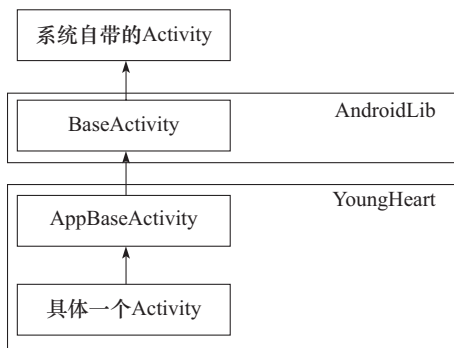 系统自带的Activity
AndroidLib
BaseActivity
YoungHeart
AppBaseActivity
具体一个Activity